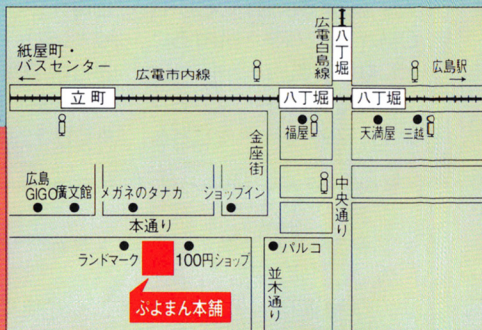 紙屋町・
バスセンター
←
広電市内線
広電白島線
八丁堀
広島駅
→
立町
八丁堀
八丁堀
福屋
天満屋
三越
金座街
中央通り
広島
GIGO
廣文館
メガネのタナカ
ショップイン
本通り
ランドマーク
100円ショップ
パルコ
並木通り
ぷよまん本舗